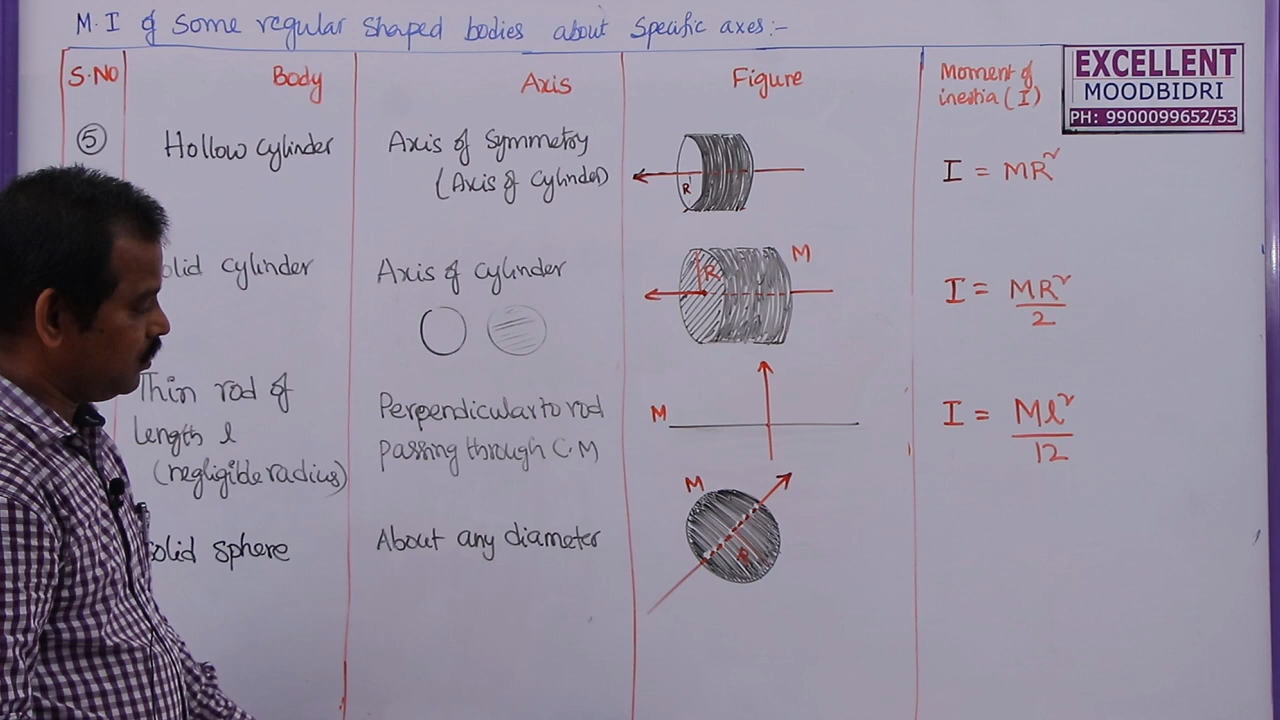 M.I of Some regular shaped bodies about Specific axes:-
S.No Body Axis Figure Moment of inertia (I)
EXCELLENT
MOODBIDRI
PH: 9900099652/53
5 Hollow cylinder Axis of Symmetry (Axis of Cylinder) R I = MR²
olid cylinder Axis of cylinder R M I = MR²/2
Thin rod of length l (negligible radius) Perpendicular to rod passing through C.M M I = Ml²/12
olid sphere About any diameter M R